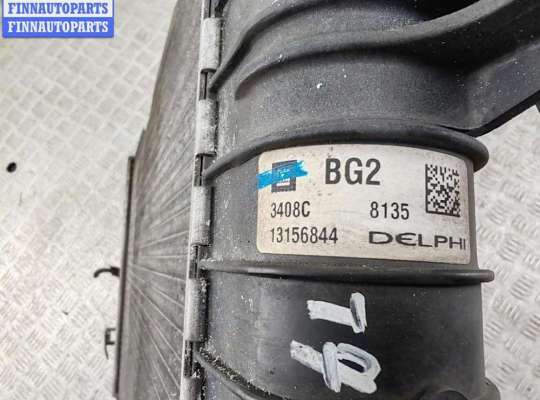 FINNAUTOPARTS
FINNAUTOPARTS
BG2
3408C 8135
13156844 DELPHI